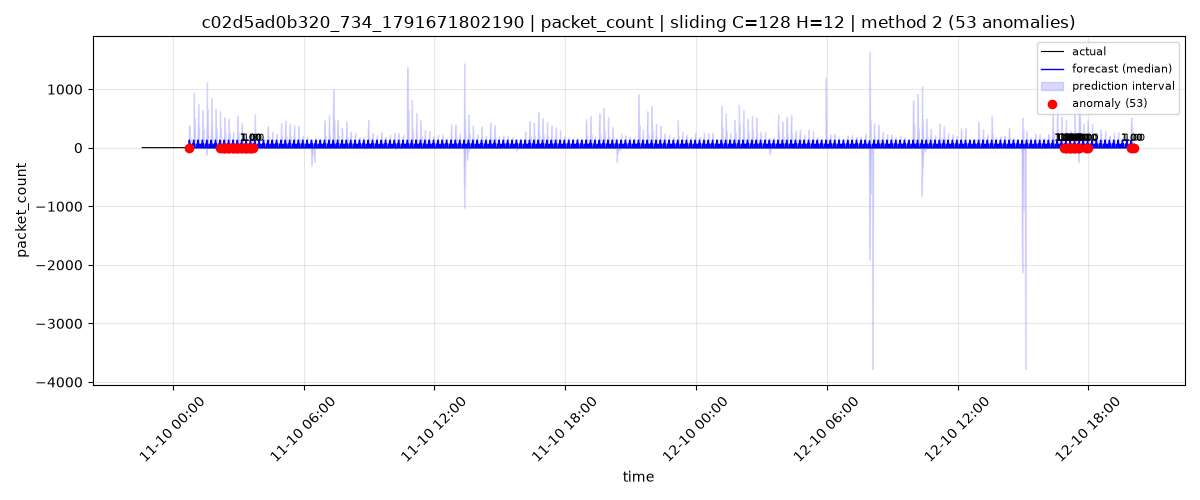 c02d5ad0b320_734_1791671802190 | packet_count | sliding C=128 H=12 | method 2 (53 anomalies)
actual
forecast (median)
prediction interval
anomaly (53)
packet_count
1000
0
−1000
−2000
−3000
−4000
11-10 00:00
11-10 06:00
11-10 12:00
11-10 18:00
12-10 00:00
12-10 06:00
12-10 12:00
12-10 18:00
time